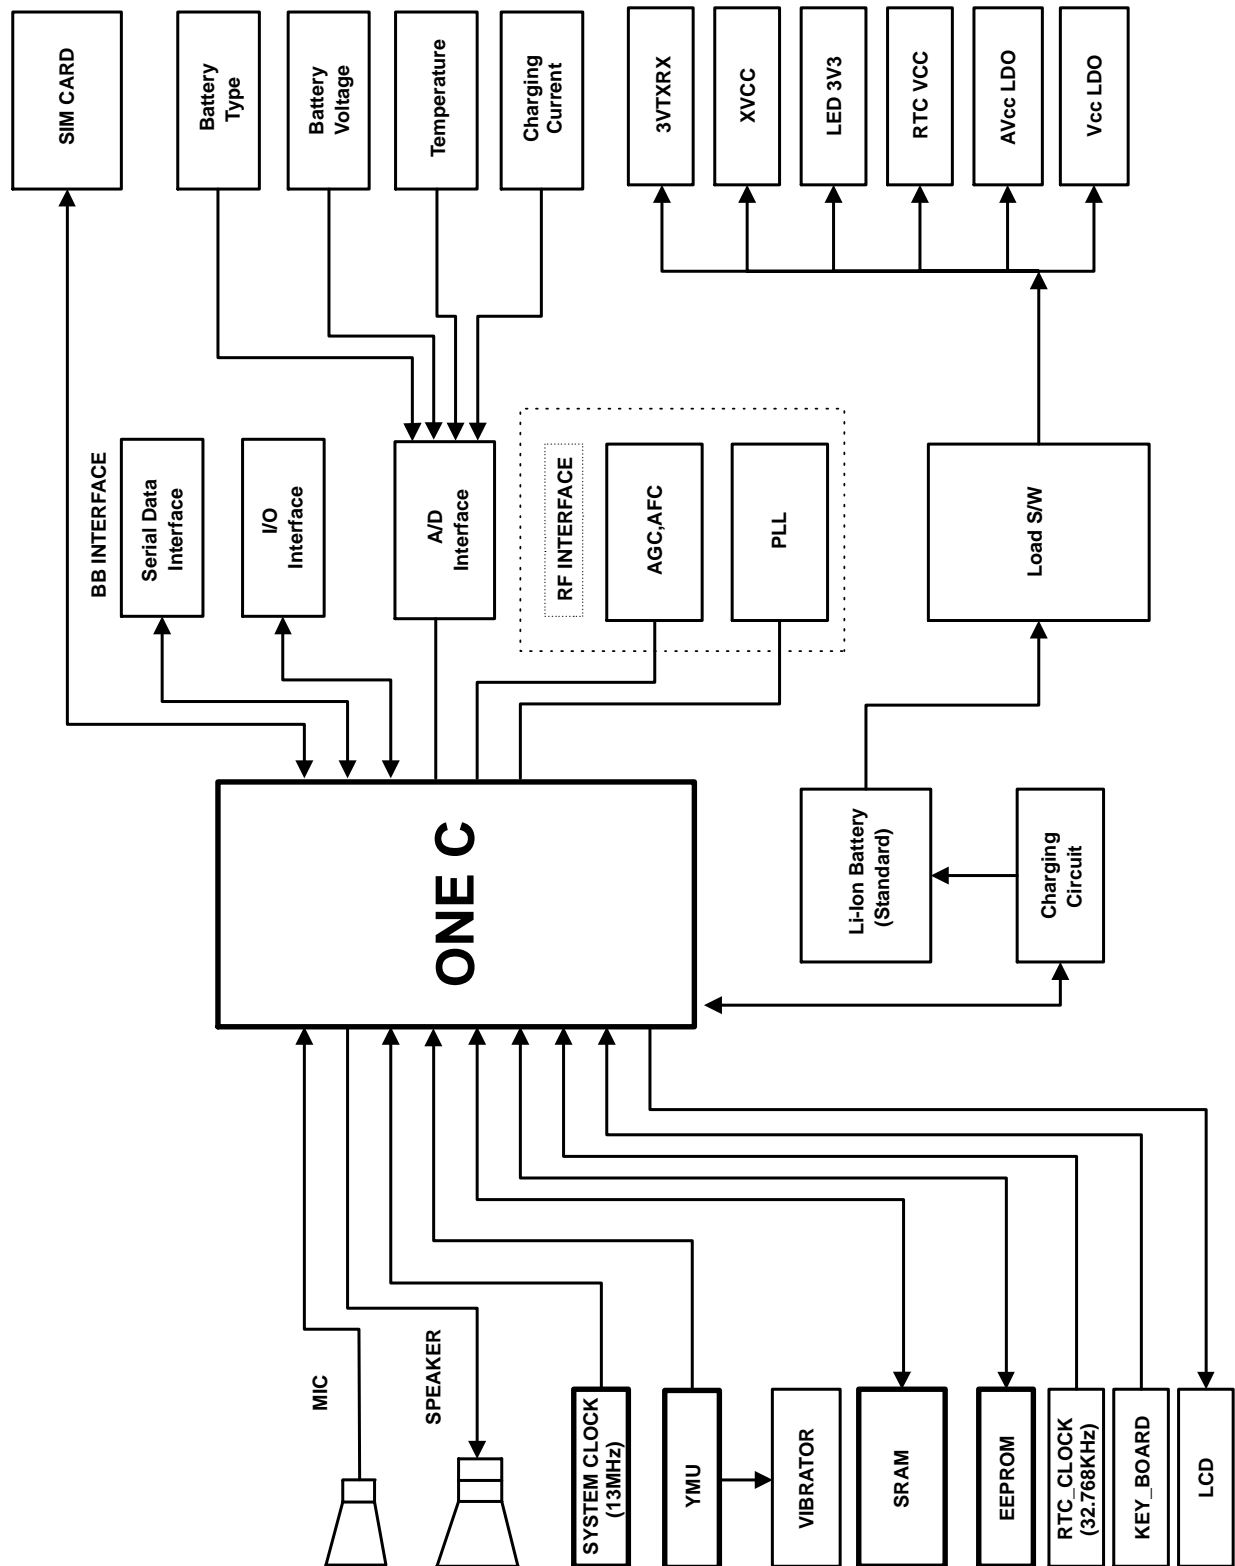 SIM CARD
Battery
Type
Battery
Voltage
Temperature
Charging
Current
3VTXRX
XVCC
LED 3V3
RTC VCC
AVcc LDO
Vcc LDO
BB INTERFACE
Serial Data
Interface
I/O
Interface
A/D
Interface
RF INTERFACE
AGC,AFC
PLL
Load S/W
ONE C
Li-Ion Battery
(Standard)
Charging
Circuit
MIC
SPEAKER
SYSTEM CLOCK
(13MHz)
YMU
VIBRATOR
SRAM
EEPROM
RTC_CLOCK
(32.768KHz)
KEY_BOARD
LCD